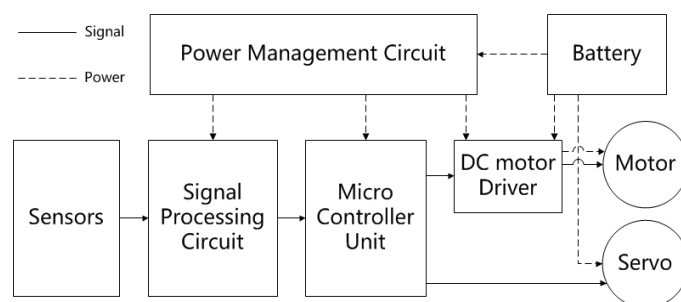 Signal
Power
Power Management Circuit
Battery
Sensors
Signal
Processing
Circuit
Micro
Controller
Unit
DC motor
Driver
Motor
Servo